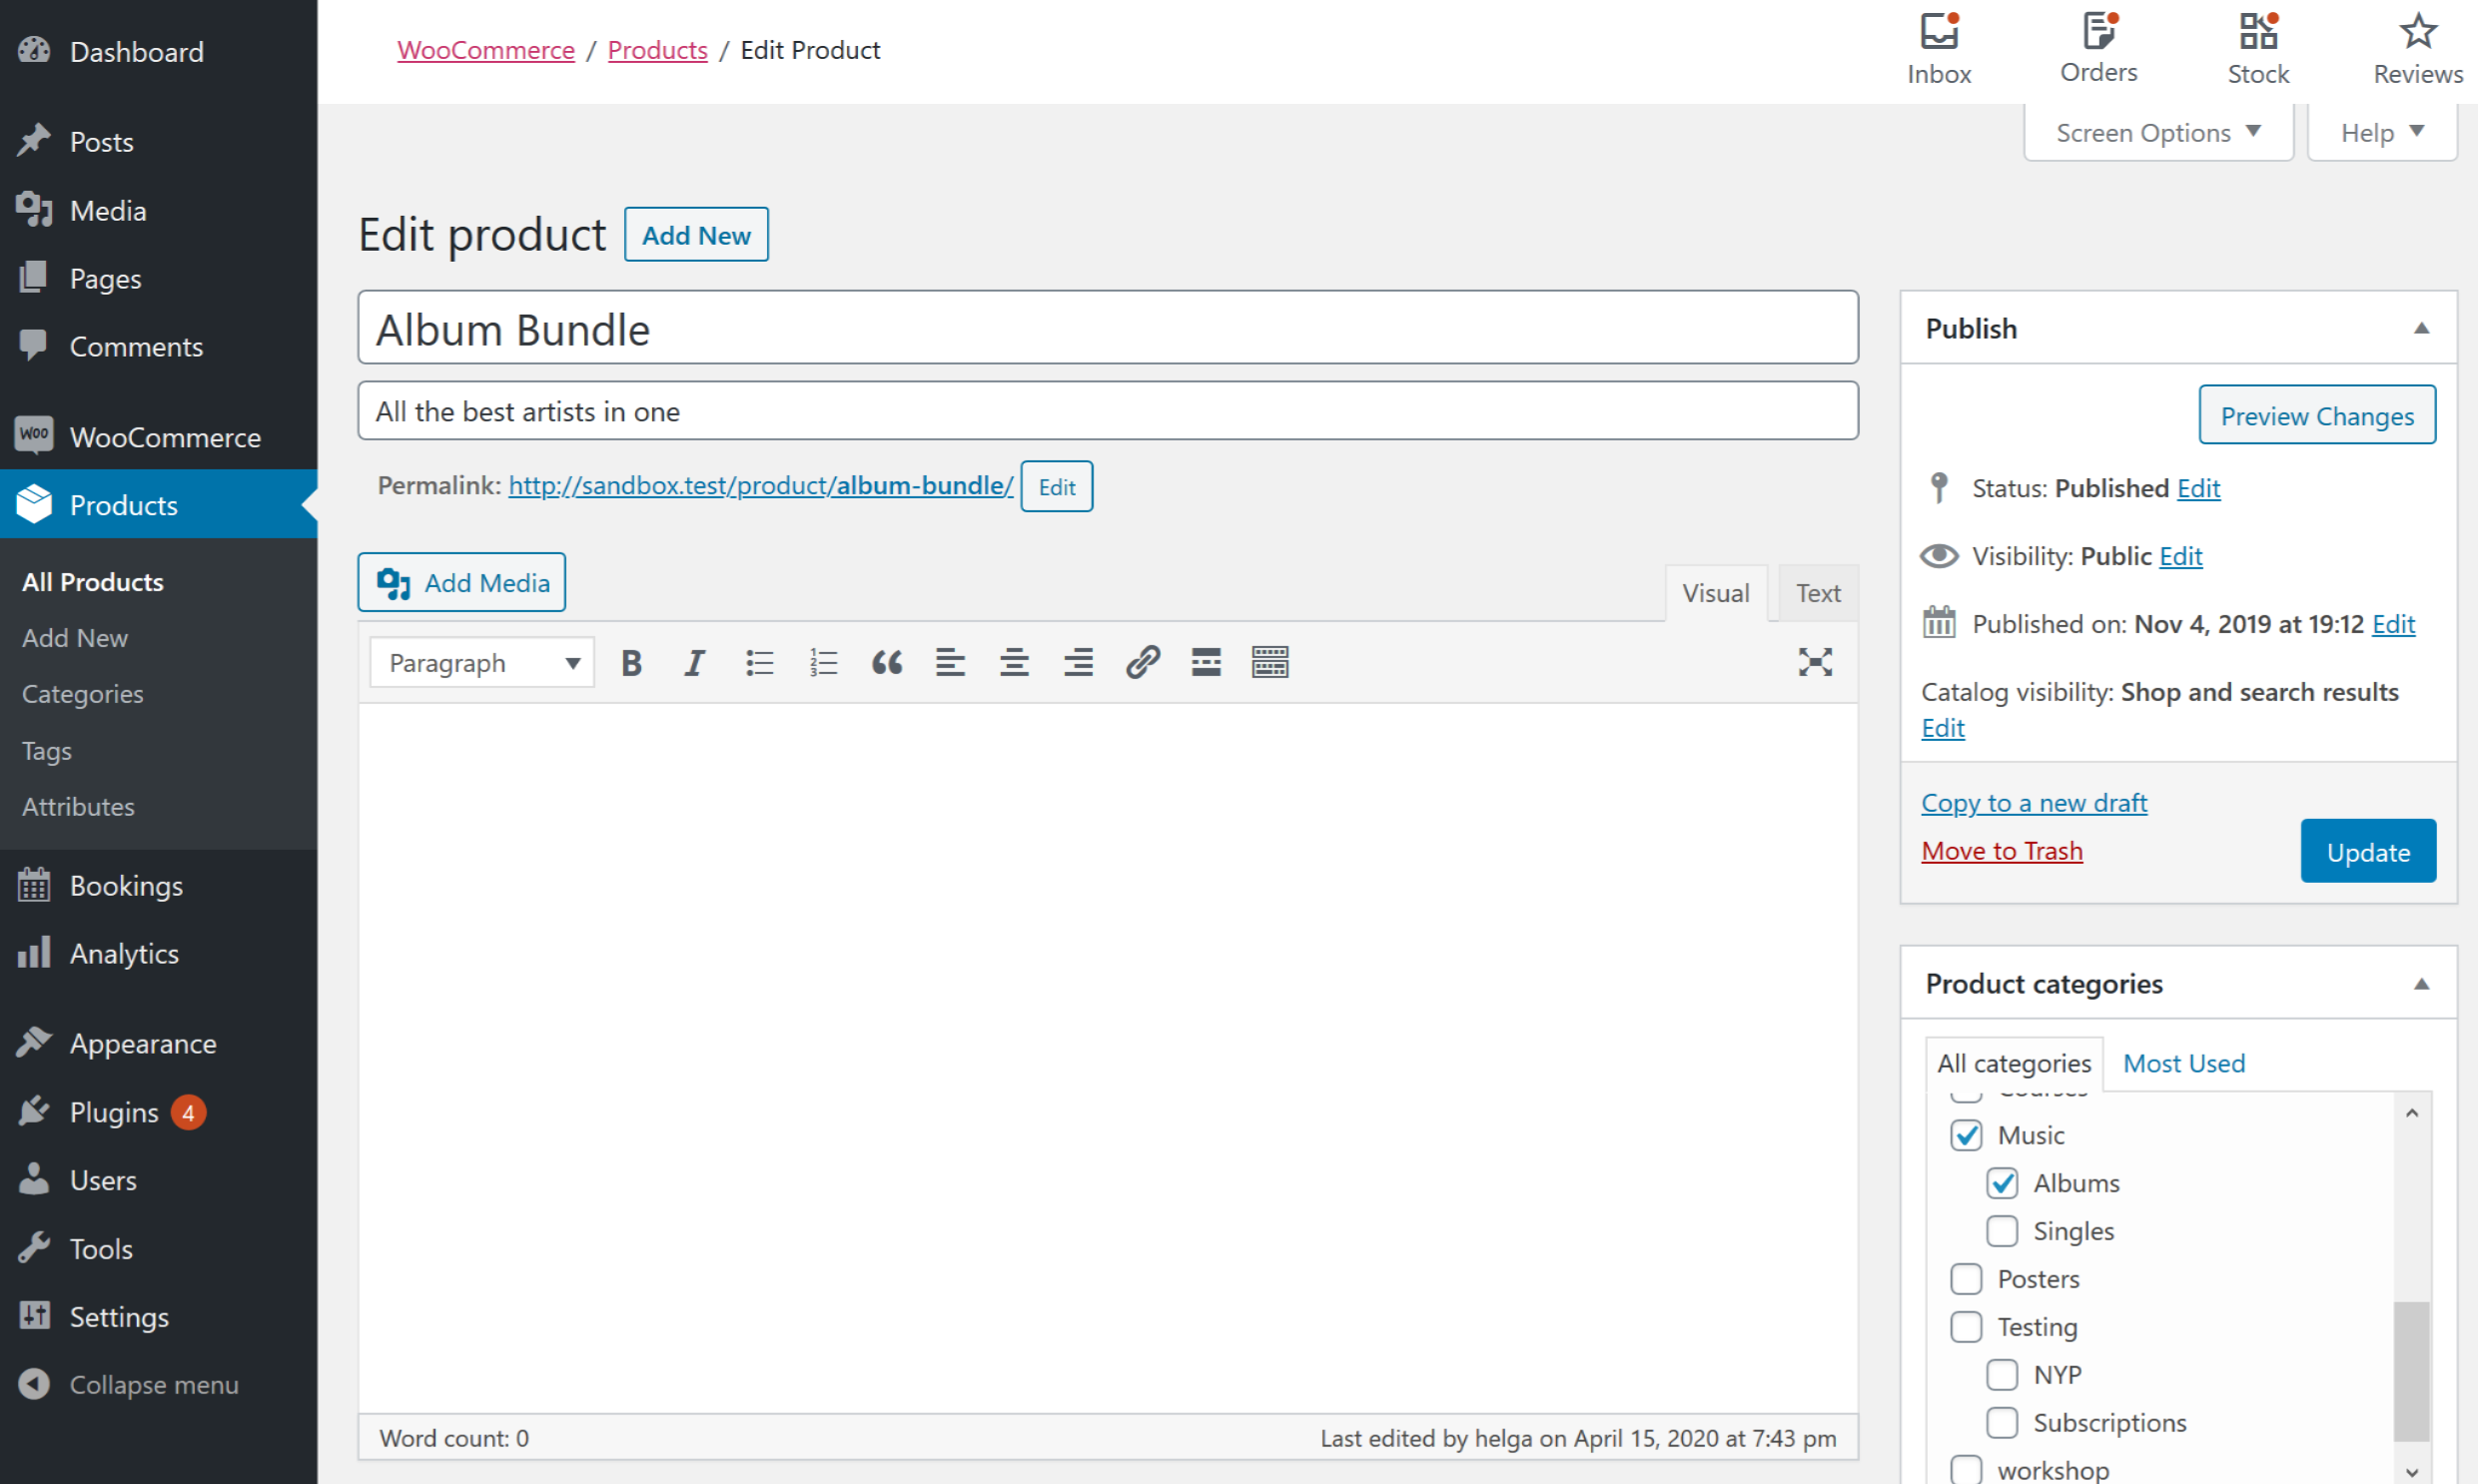 Dashboard
Posts
Media
Pages
Comments
Woo WooCommerce
Products
All Products
Add New
Categories
Tags
Attributes
Bookings
Analytics
Appearance
Plugins 4
Users
Tools
Settings
Collapse menu
WooCommerce / Products / Edit Product
Inbox
Orders
Stock
Reviews
Screen Options
Help
Edit product
Add New
Album Bundle
All the best artists in one
Permalink: http://sandbox.test/product/album-bundle/ Edit
Add Media
Visual
Text
Paragraph
Word count: 0
Last edited by helga on April 15, 2020 at 7:43 pm
Publish
Preview Changes
Status: Published Edit
Visibility: Public Edit
Published on: Nov 4, 2019 at 19:12 Edit
Catalog visibility: Shop and search results
Edit
Copy to a new draft
Move to Trash
Update
Product categories
All categories
Most Used
Courses
Music
Albums
Singles
Posters
Testing
NYP
Subscriptions
workshop